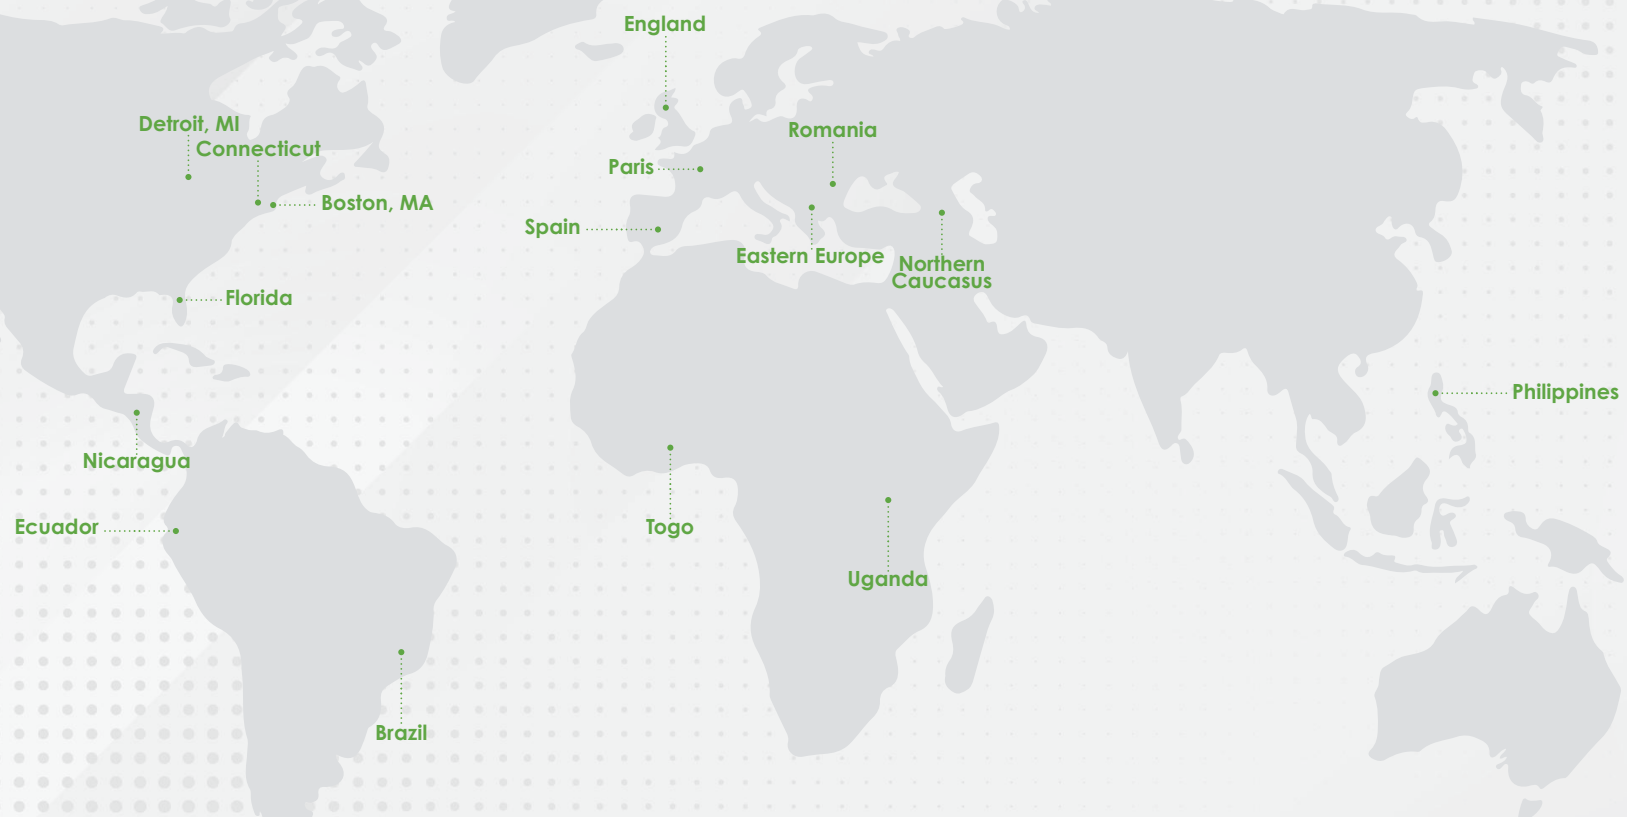 England
Detroit, MI
Romania
Connecticut
Paris
Boston, MA
Spain
Eastern Europe
Northern
Caucasus
Florida
Philippines
Nicaragua
Ecuador
Togo
Uganda
Brazil